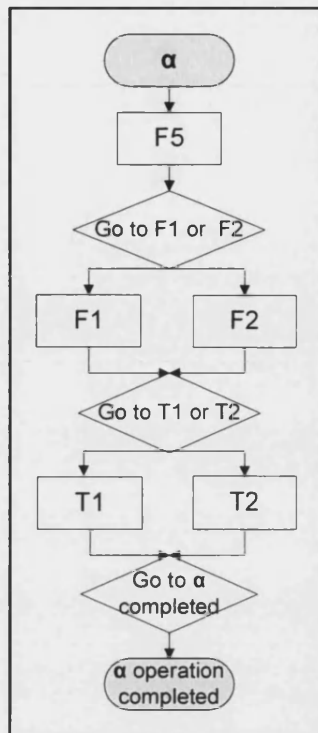 α
F5
Go to F1 or F2
F1
F2
Go to T1 or T2
T1
T2
Go to α
completed
α operation
completed